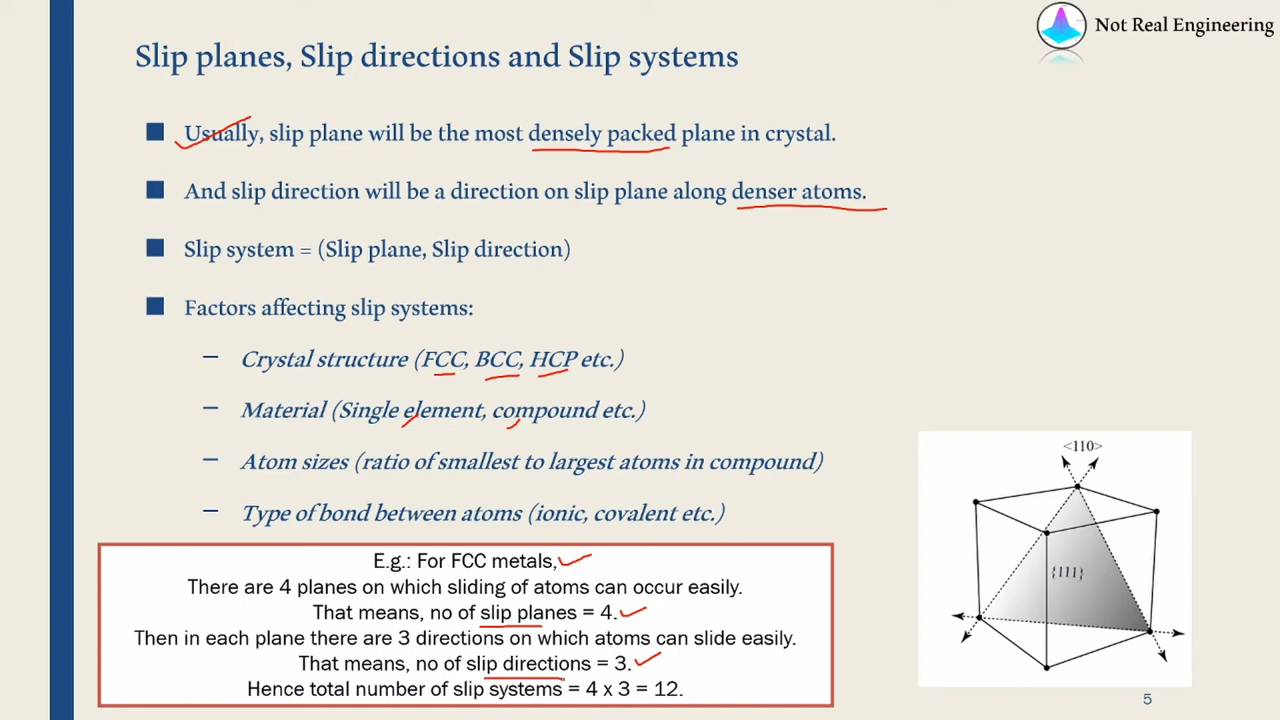 Not Real Engineering
Slip planes, Slip directions and Slip systems
Usually, slip plane will be the most densely packed plane in crystal.
And slip direction will be a direction on slip plane along denser atoms.
Slip system = (Slip plane, Slip direction)
Factors affecting slip systems:
– Crystal structure (FCC, BCC, HCP etc.)
– Material (Single element, compound etc.)
– Atom sizes (ratio of smallest to largest atoms in compound)
– Type of bond between atoms (ionic, covalent etc.)
E.g.: For FCC metals,
There are 4 planes on which sliding of atoms can occur easily.
That means, no of slip planes = 4.
Then in each plane there are 3 directions on which atoms can slide easily.
That means, no of slip directions = 3.
Hence total number of slip systems = 4 x 3 = 12.
<110>
{111}
5